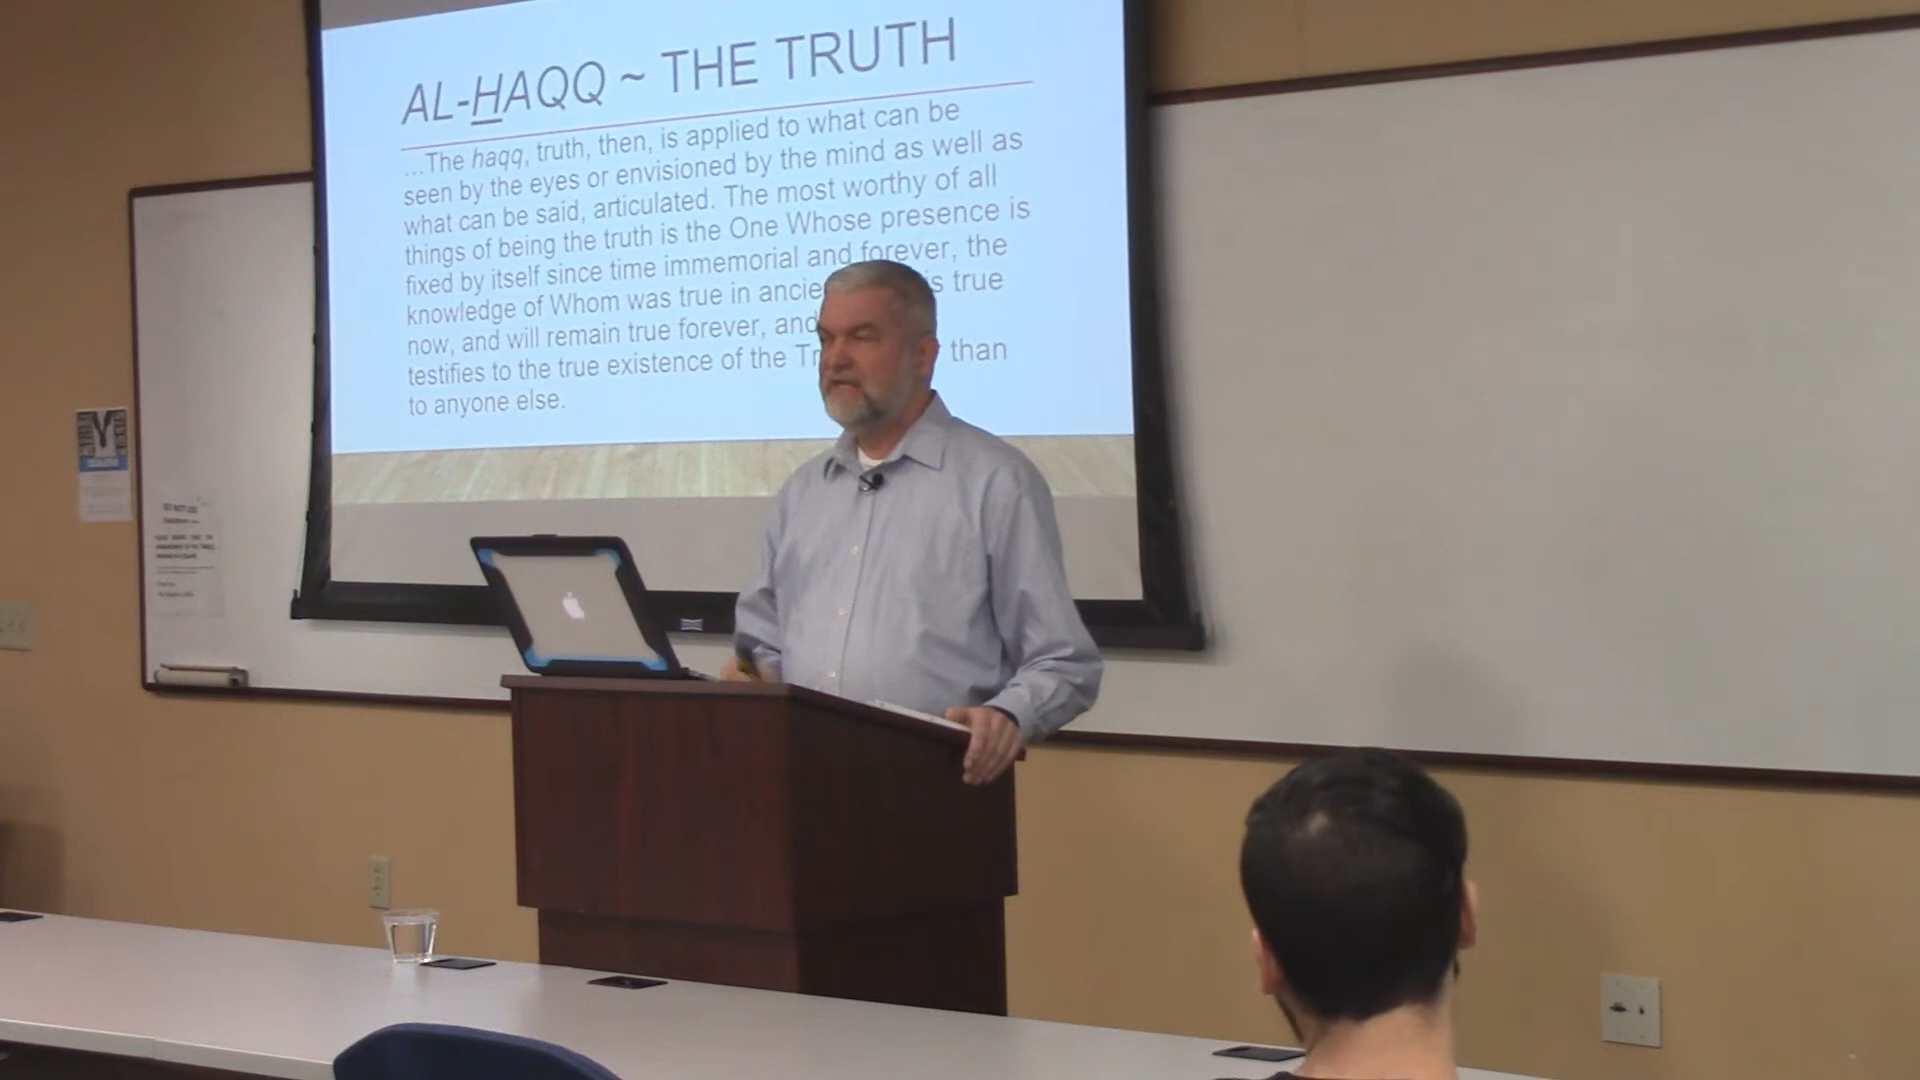 AL-HAQQ ~ THE TRUTH
...The haqq, truth, then, is applied to what can be
seen by the eyes or envisioned by the mind as well as
what can be said, articulated. The most worthy of all
things of being the truth is the One Whose presence is
fixed by itself since time immemorial and forever, the
knowledge of Whom was true in is true
now, and will remain true forever, and
testifies to the true existence of the than
to anyone else.